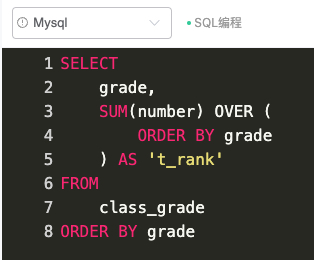 Mysql
SQL编程
1 SELECT
2     grade,
3     SUM(number) OVER (
4         ORDER BY grade
5     ) AS 't_rank'
6 FROM
7     class_grade
8 ORDER BY grade